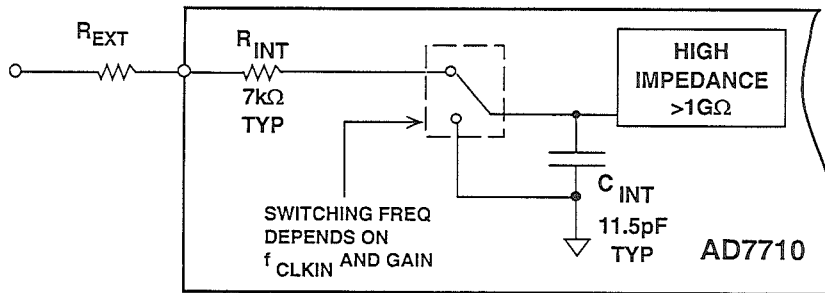 R EXT
R INT
7kΩ
TYP
HIGH
IMPEDANCE
>1GΩ
SWITCHING FREQ
DEPENDS ON
f CLKIN AND GAIN
C INT
11.5pF
TYP
AD7710